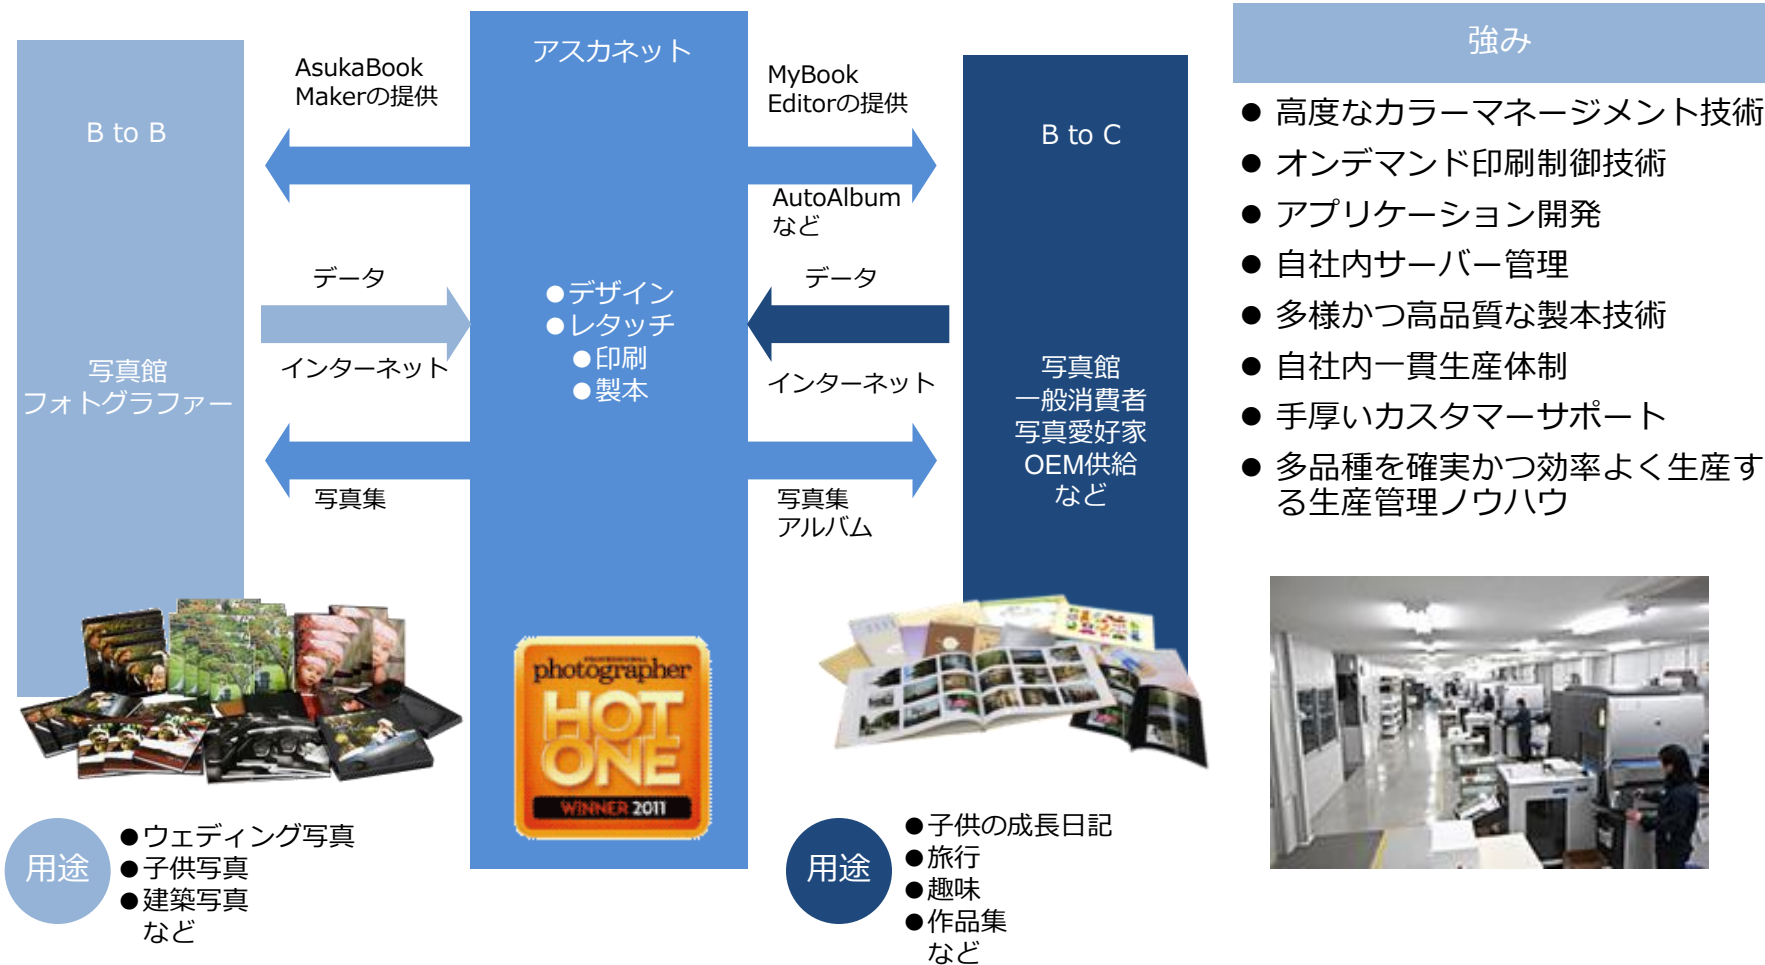 B to B
写真館
フォトグラファー
AsukaBook
Makerの提供
データ
インターネット
写真集
アスカネット
●デザイン
●レタッチ
●印刷
●製本
PROFESSIONAL
photographer
HOT
ONE
WINNER 2011
MyBook
Editorの提供
AutoAlbum
など
データ
インターネット
写真集
アルバム
B to C
写真館
一般消費者
写真愛好家
OEM供給
など
用途
●ウェディング写真
●子供写真
●建築写真
など
用途
●子供の成長日記
●旅行
●趣味
●作品集
など
強み
● 高度なカラーマネージメント技術
● オンデマンド印刷制御技術
● アプリケーション開発
● 自社内サーバー管理
● 多様かつ高品質な製本技術
● 自社内一貫生産体制
● 手厚いカスタマーサポート
● 多品種を確実かつ効率よく生産す
る生産管理ノウハウ